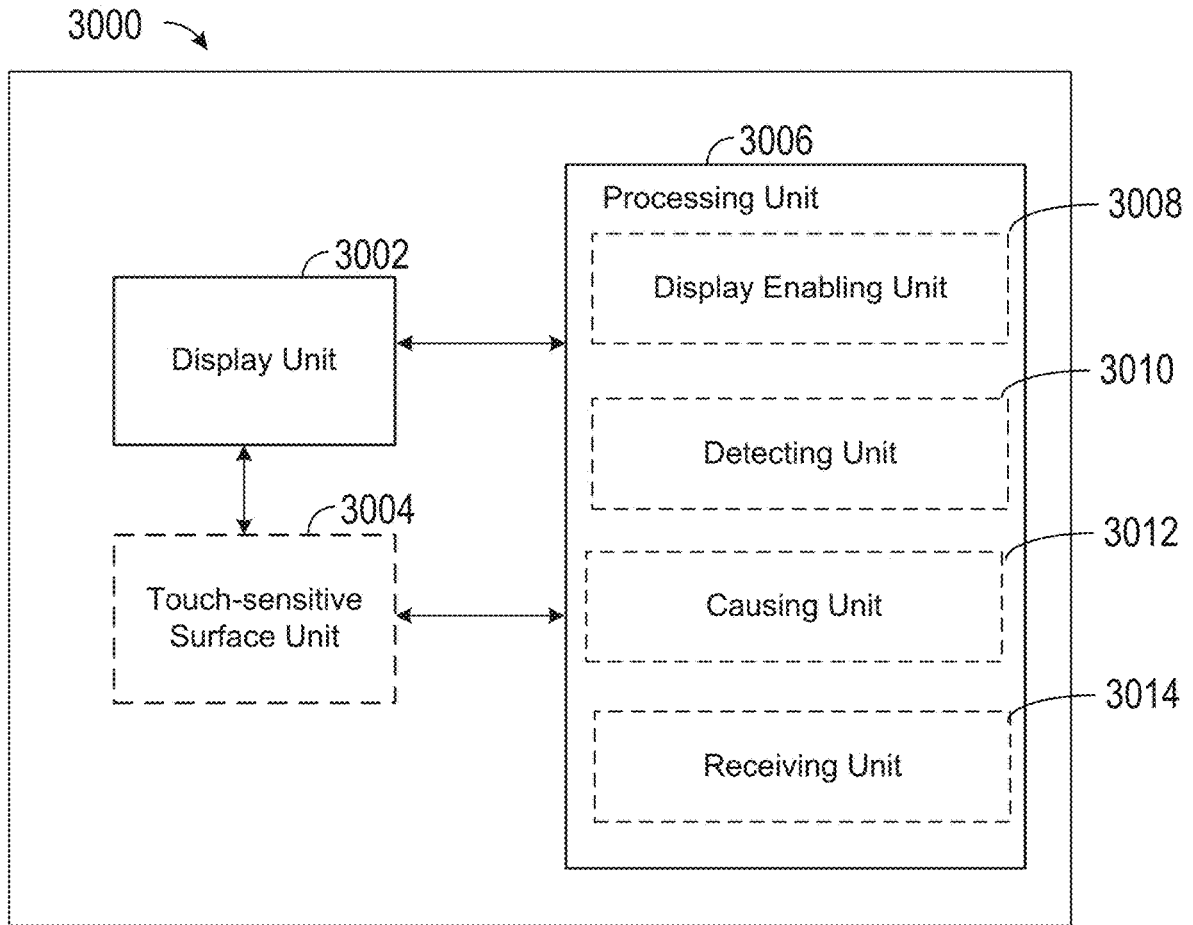 3000
3006
Processing Unit
3008
3002
Display Enabling Unit
Display Unit
3010
Detecting Unit
3004
3012
Touch-sensitive
Surface Unit
Causing Unit
3014
Receiving Unit